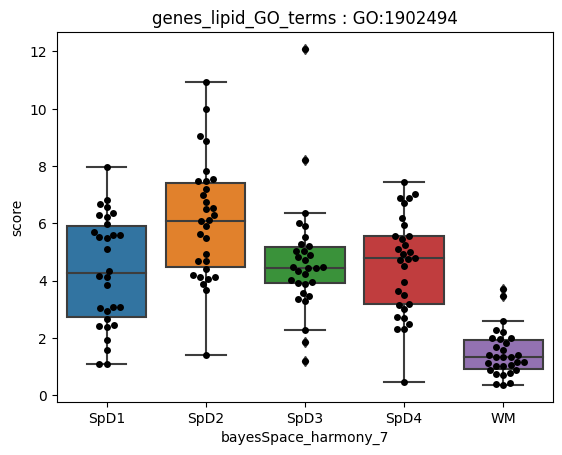 genes_lipid_GO_terms : GO:1902494
12
10
8
6
4
2
0
score
SpD1 SpD2 SpD3 SpD4 WM
bayesSpace_harmony_7